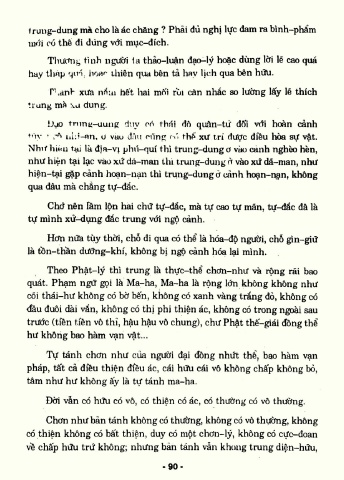 trung-dung mà cho là ác chăng ? Phải đủ nghị lực đam ra bình-phẩm
mới có thể đi đúng với mục-đích.
Thường tình người ta thảo-luận đạo-lý hoặc dùng lời lẽ cao quá
hay thấp quá, hoặc thiên qua bên tả hay lịch qua bên hữu.
xưa nắm hết hai mối rồi cân nhắc so lường lấy lẽ thích
trung mà xử dung.
Đạo trung-dung duy có thái độ quân-tử đối với hoàn cảnh
ở vào đâu cũng có thể xư trí được điều hòa sự vật.
Như hiện tại là địa-vị phú-quí thì trung-dung ơ vào cảnh nghèo hèn,
như hiện tại lạc vào xứ dã-man thì trung-dung ở vào xứ dã-man, như
hiện-tại gặp cảnh hoạn-nạn thì trung-dung ở cảnh hoạn-nạn, không
qua đâu mà chẳng tự-đắc.
Chớ nên lầm lộn hai chữ tự-đắc, mà tự cao tự mãn, tự-đắc đả là
tự mình xử-dụng đắc trung với ngộ cảnh.
Hơn nữa tùy thời, chỗ di qua có thể là hóa-độ người, chỗ gìn-giữ
là tồn-thần dưỡng-khí, không bị ngộ cảnh hóa lại mình.
Theo Phật-lý thì trung là thực-thể chơn-như và rộng rãi bao
quát. Phạm ngữ gọi là Ma-ha, Ma-ha là rộng lớn không không như
cõi thái-hư không có bờ bến, không có xanh vàng trắng đỏ, không có
đầu đuôi dài vắn, không có thị phi thiện ác, không có trong ngoài sau
trước (tiền tiền vô thỉ, hậu hậu vô chung), chư Phật thế-giái đồng thể
hư không bao hàm vạn vật...
Tự tánh chơn như của người đại đồng nhứt thể, bao hàm vạn
pháp, tất cả điều thiện điều ác, cái hữu cái vô không chấp không bỏ,
tâm như hư không ấy là tự tánh ma-ha.
Đời vẫn có hữu có vô, có thiện có ác, có thường có vô thường.
Chơn như bản tánh không có thường, không có vô thường, không
có thiện không có bất thiện, duy có một chơn-lý, không có cực-đoan
về chấp hữu trứ không; nhưng bản tánh vẫn khong trung diện-hữu,
- 90 -